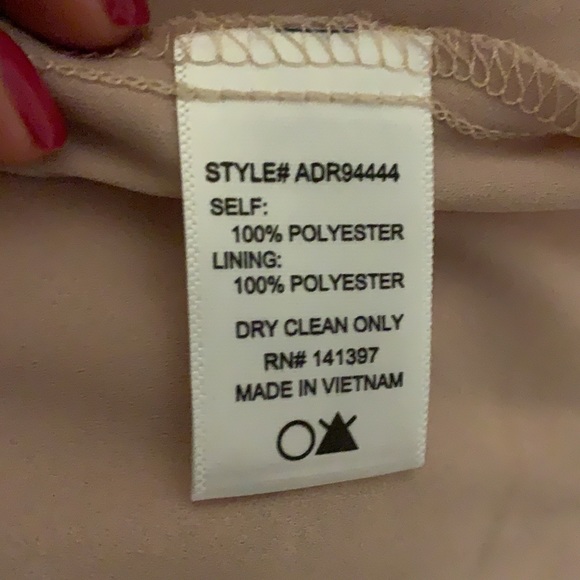 STYLE# ADR94444
SELF:
100% POLYESTER
LINING:
100% POLYESTER
DRY CLEAN ONLY
RN# 141397
MADE IN VIETNAM